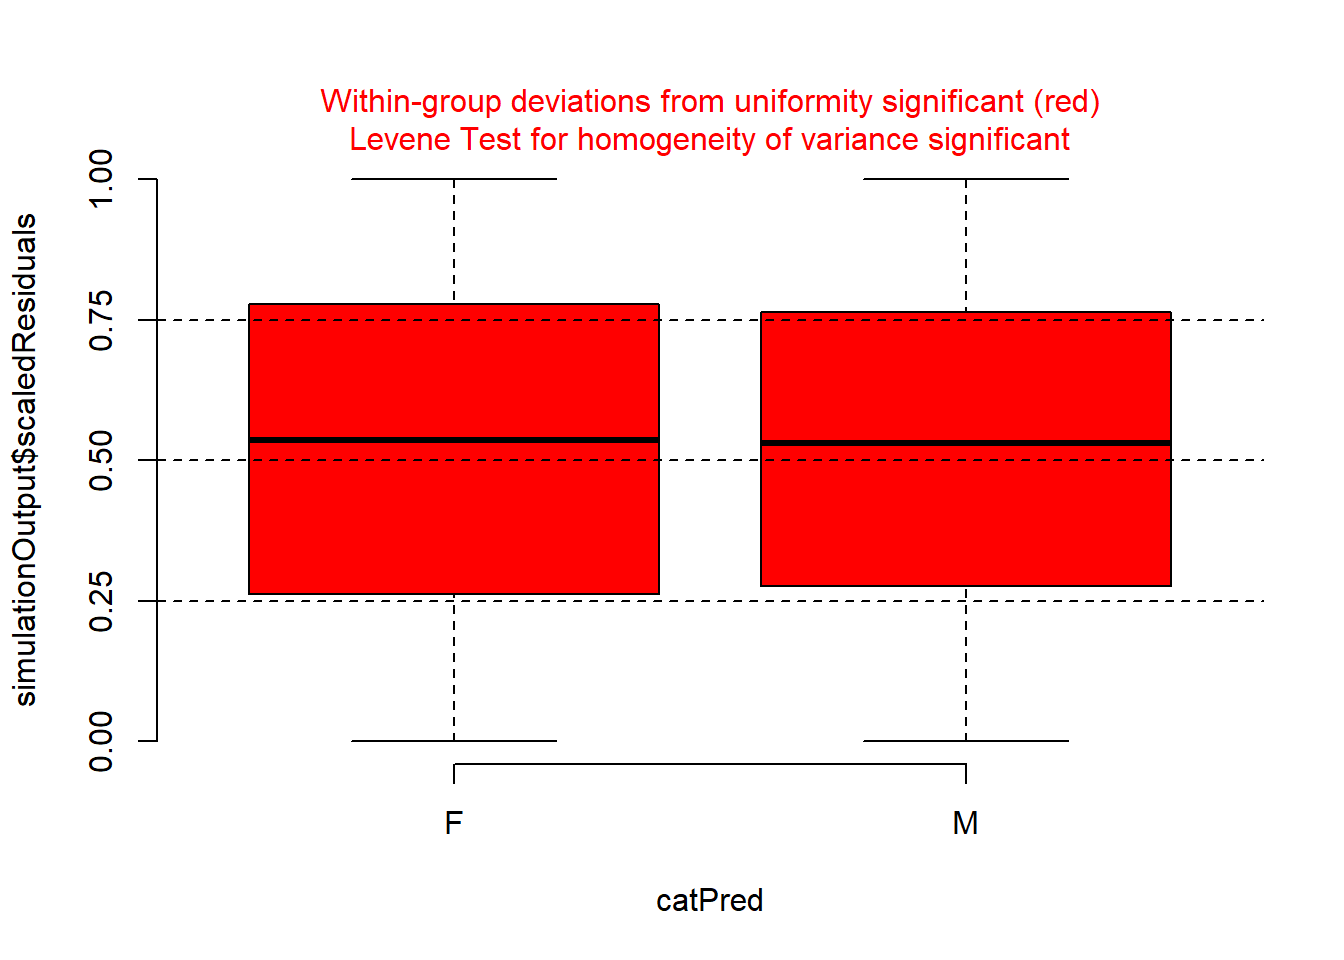 Within-group deviations from uniformity significant (red)
Levene Test for homogeneity of variance significant
simulationOutput$scaledResiduals
1.00
0.75
0.50
0.25
0.00
F
M
catPred